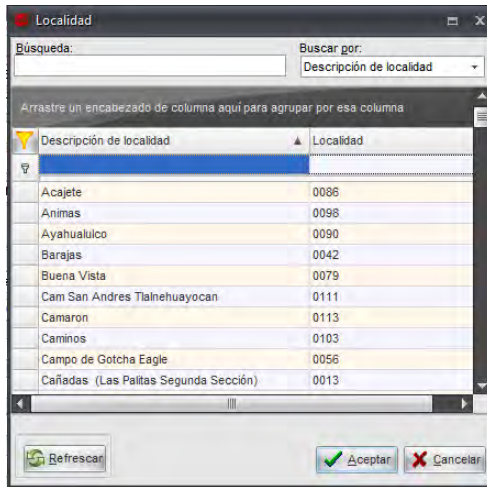 Localidad
Búsqueda: Buscar por:
Descripción de localidad
Arrastre un encabezado de columna aquí para agrupar por esa columna
Descripción de localidad Localidad
Acajete 0086
Animas 0098
Ayahualulco 0090
Barajas 0042
Buena Vista 0079
Cam San Andres Tlalnehuayocan 0111
Camaron 0113
Caminos 0103
Campo de Gotcha Eagle 0056
Cañadas (Las Palitas Segunda Sección) 0013
Refrescar Aceptar Cancelar